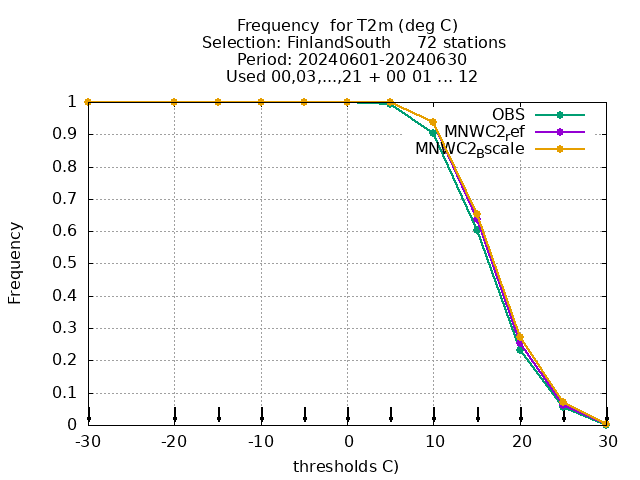 Frequency  for T2m (deg C)
Selection: FinlandSouth     72 stations
Period: 20240601-20240630
Used 00,03,...,21 + 00 01 ... 12
OBS
MNWC2ref
MNWC2Bscale
1
0.9
0.8
0.7
0.6
0.5
0.4
0.3
0.2
0.1
0
Frequency
-30 -20 -10 0 10 20 30
thresholds C)